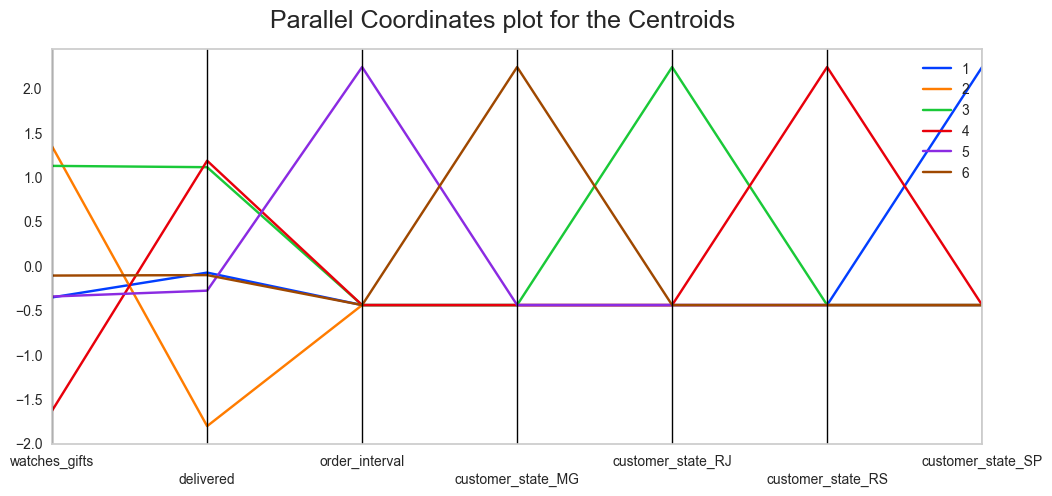 Parallel Coordinates plot for the Centroids
2.0
1.5
1.0
0.5
0.0
−0.5
−1.0
−1.5
−2.0
1
2
3
4
5
6
watches_gifts
delivered
order_interval
customer_state_MG
customer_state_RJ
customer_state_RS
customer_state_SP